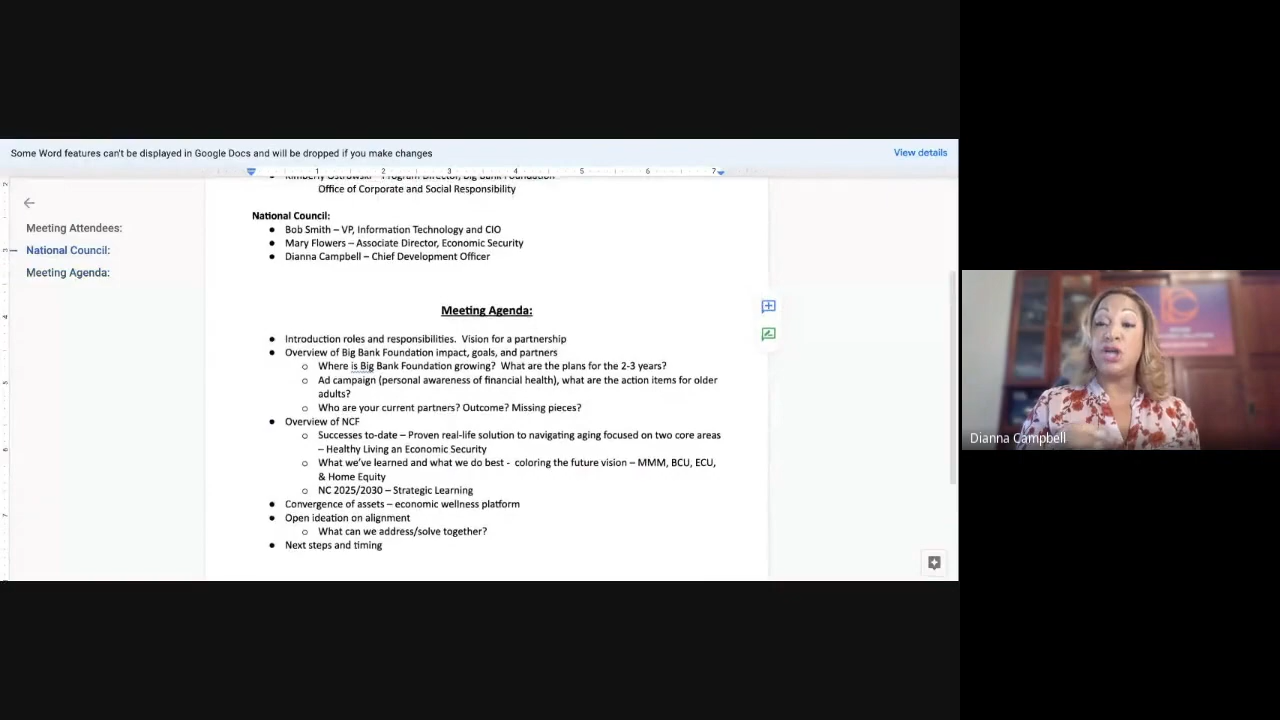 Some Word features can't be displayed in Google Docs and will be dropped if you make changes
View details
1 2 3 4 5 6 7
Office of Corporate and Social Responsibility
Meeting Attendees:
National Council:
Meeting Agenda:
National Council:
● Bob Smith – VP, Information Technology and CIO
● Mary Flowers – Associate Director, Economic Security
● Dianna Campbell – Chief Development Officer
Meeting Agenda:
● Introduction roles and responsibilities.  Vision for a partnership
● Overview of Big Bank Foundation impact, goals, and partners
○ Where is Big Bank Foundation growing?  What are the plans for the 2-3 years?
○ Ad campaign (personal awareness of financial health), what are the action items for older
adults?
○ Who are your current partners? Outcome? Missing pieces?
● Overview of NCF
○ Successes to-date – Proven real-life solution to navigating aging focused on two core areas
– Healthy Living an Economic Security
○ What we've learned and what we do best -  coloring the future vision – MMM, BCU, ECU,
& Home Equity
○ NC 2025/2030 – Strategic Learning
● Convergence of assets – economic wellness platform
● Open ideation on alignment
○ What can we address/solve together?
● Next steps and timing
Dianna Campbell